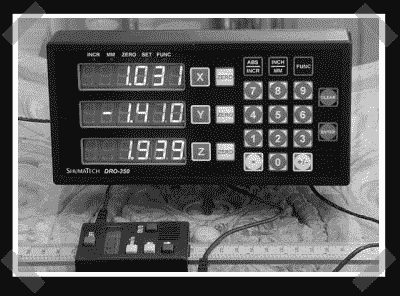 INCR MM ZERO SET FUNC
1.031 X ZERO ABS INCR INCH MM FUNC
7 8 9 CLEAR
-1.410 Y ZERO 4 5 6
1 2 3 ENTER
1.939 Z ZERO
0 +/-
SHUMATECH DRO-350